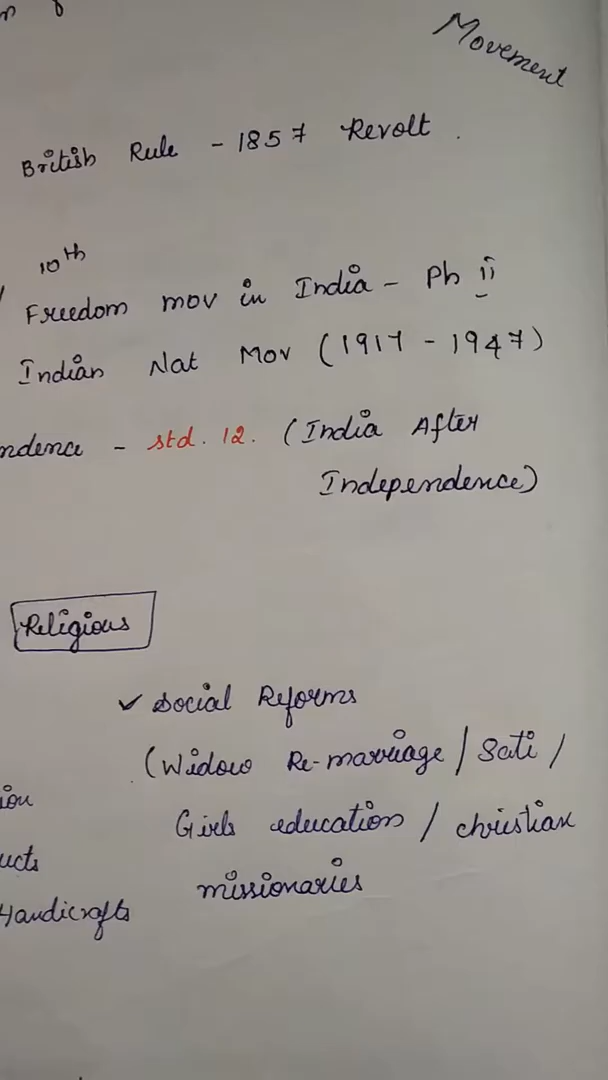 Movement
British Rule - 1857 Revolt .
10th
Freedom mov in India - Ph ii
Indian Nat Mov (1917 - 1947)
ndence - std. 12. (India After
Independence)
Religious
✓ Social Reforms
(Widow Re-marriage / Sati /
ion
Girls education / christian
ucts
missionaries
Handicrafts